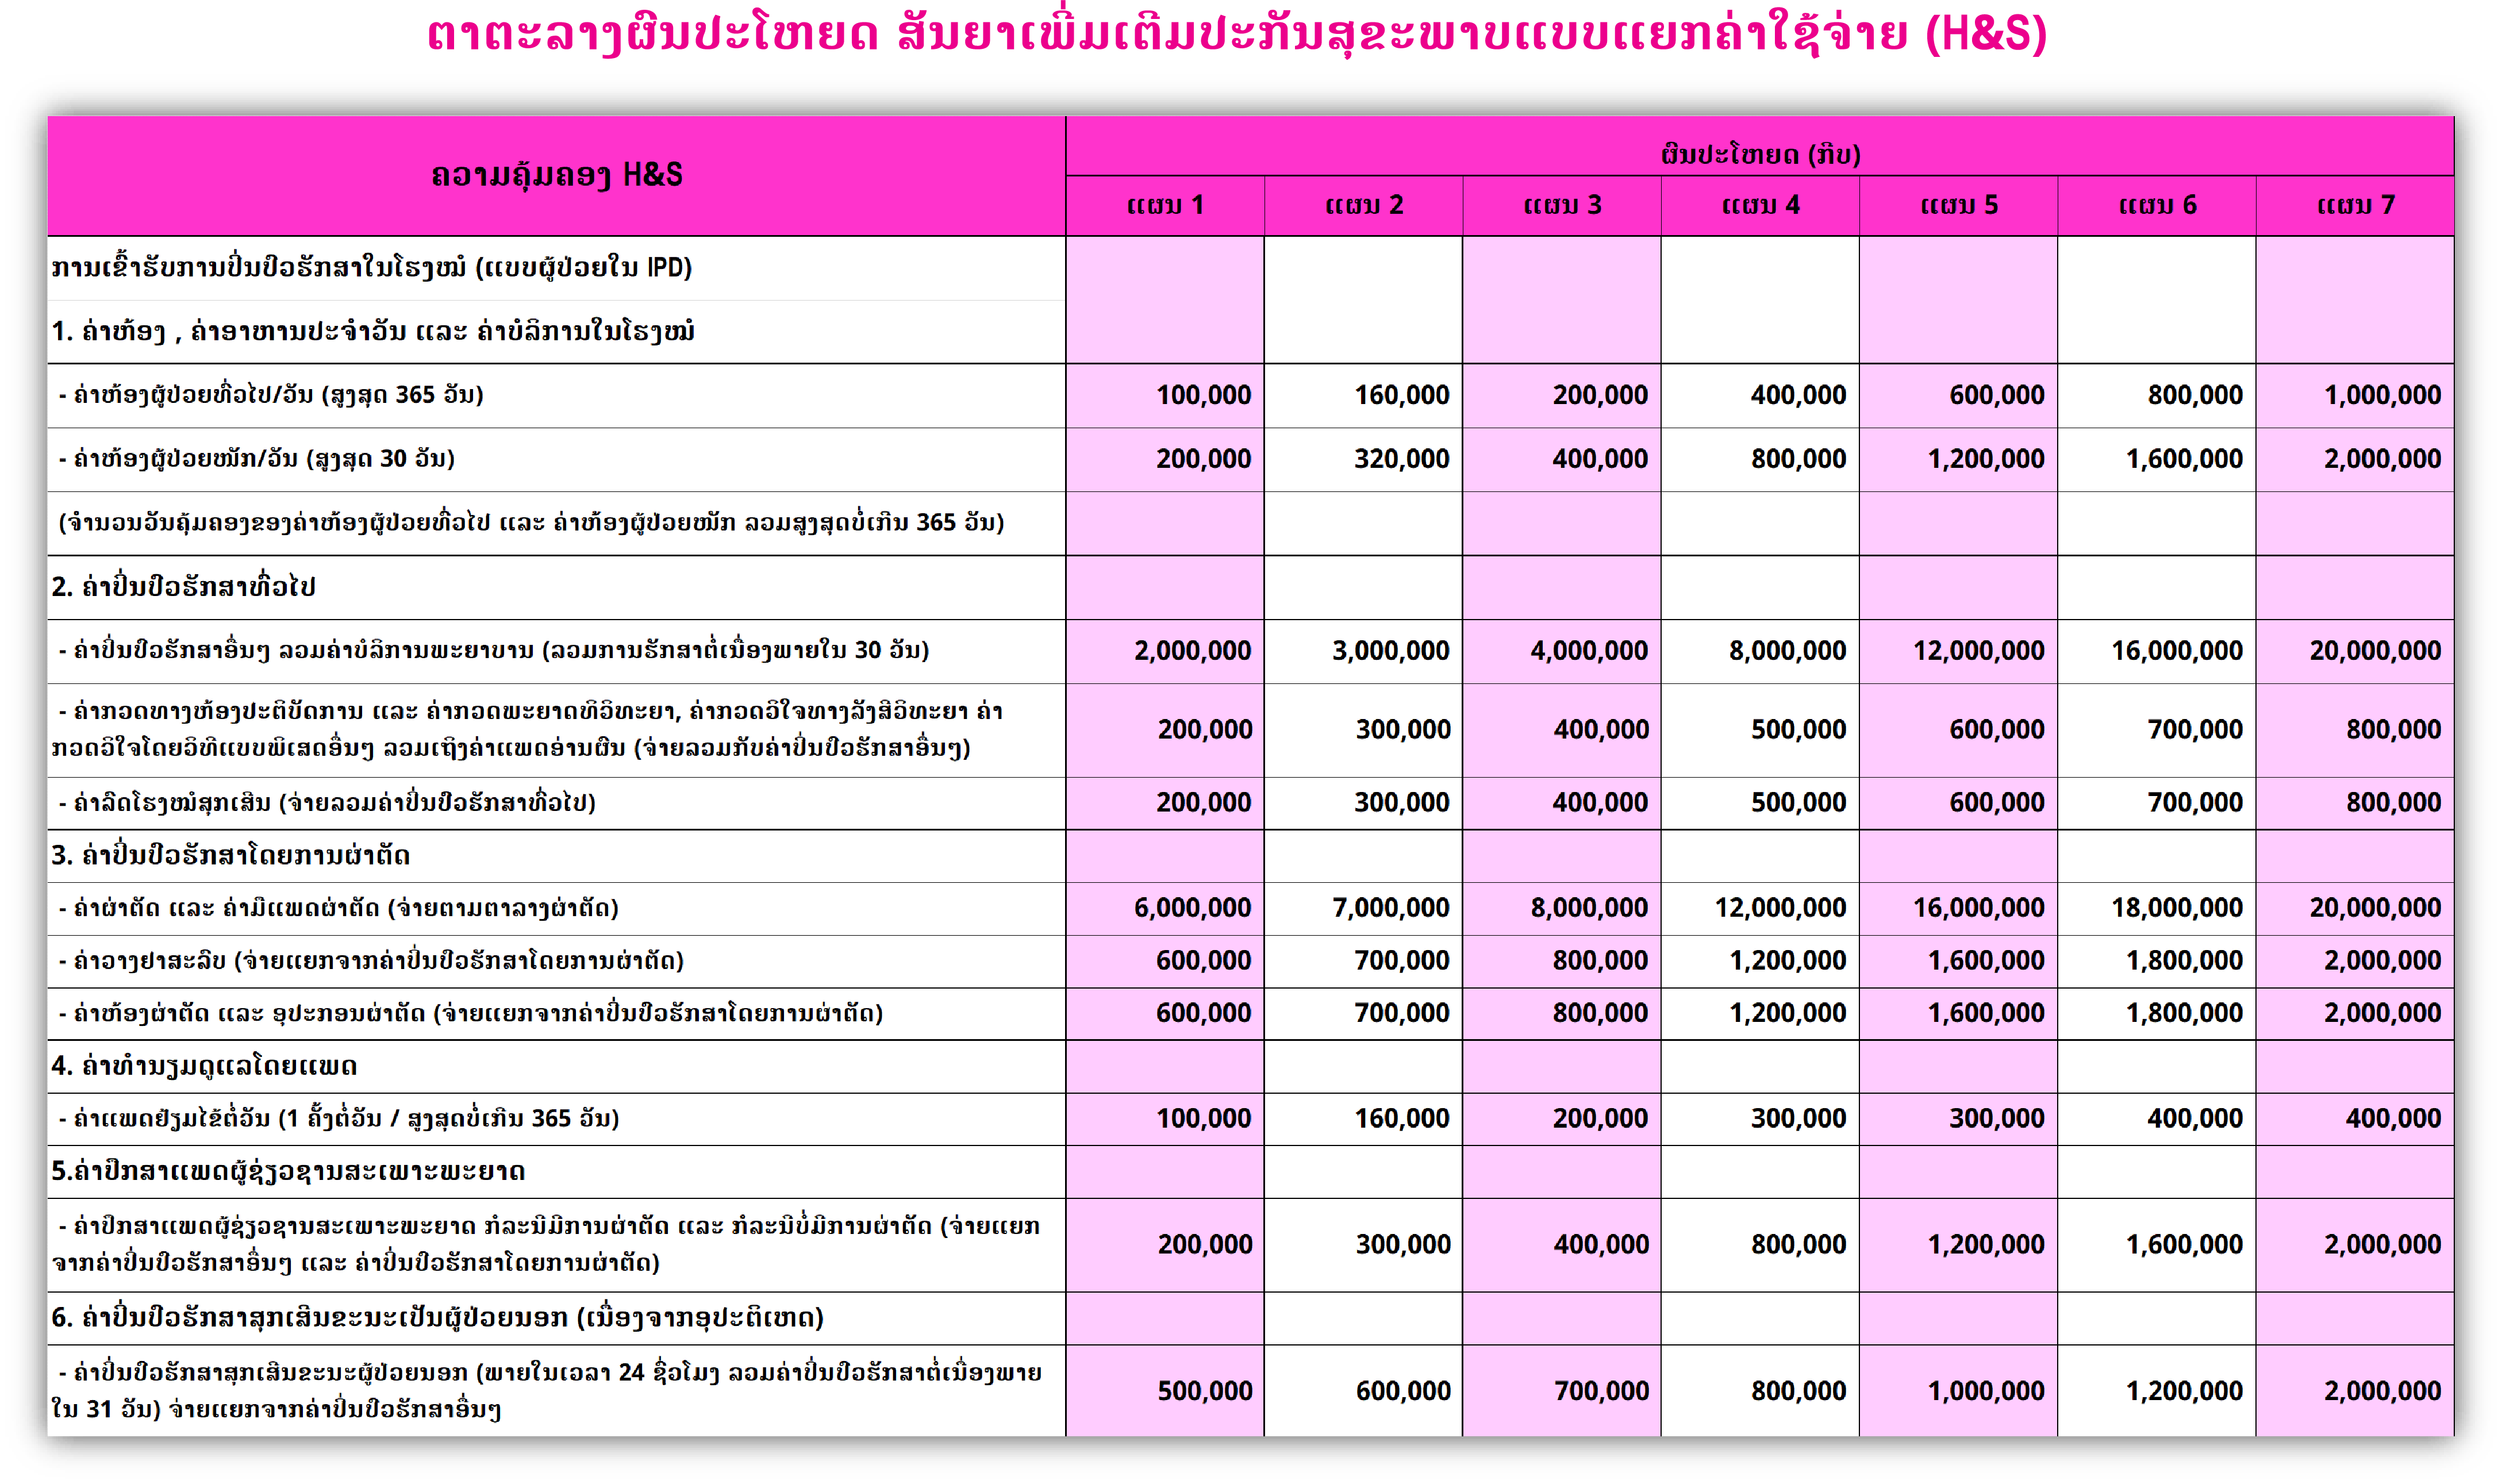 ຕາຕະລາງຜົນປະໂຫຍດ ສັນຍາເພີ່ມເຕີມປະກັນສຸຂະພາບແບບແຍກຄ່າໃຊ້ຈ່າຍ (H&S)
ຄວາມຄຸ້ມຄອງ H&S
ຜົນປະໂຫຍດ (ກີບ)
ແຜນ 1 ແຜນ 2 ແຜນ 3 ແຜນ 4 ແຜນ 5 ແຜນ 6 ແຜນ 7
ການເຂົ້າຮັບການປິ່ນປົວຮັກສາໃນໂຮງໝໍ (ແບບຜູ້ປ່ວຍໃນ IPD)
1. ຄ່າຫ້ອງ , ຄ່າອາຫານປະຈຳວັນ ແລະ ຄ່າບໍລິການໃນໂຮງໝໍ
- ຄ່າຫ້ອງຜູ້ປ່ວຍທົ່ວໄປ/ວັນ (ສູງສຸດ 365 ວັນ) 100,000 160,000 200,000 400,000 600,000 800,000 1,000,000
- ຄ່າຫ້ອງຜູ້ປ່ວຍໜັກ/ວັນ (ສູງສຸດ 30 ວັນ) 200,000 320,000 400,000 800,000 1,200,000 1,600,000 2,000,000
(ຈຳນວນວັນຄຸ້ມຄອງຂອງຄ່າຫ້ອງຜູ້ປ່ວຍທົ່ວໄປ ແລະ ຄ່າຫ້ອງຜູ້ປ່ວຍໜັກ ລວມສູງສຸດບໍ່ເກີນ 365 ວັນ)
2. ຄ່າປິ່ນປົວຮັກສາທົ່ວໄປ
- ຄ່າປິ່ນປົວຮັກສາອື່ນໆ ລວມຄ່າບໍລິການພະຍາບານ (ລວມການຮັກສາຕໍ່ເນື່ອງພາຍໃນ 30 ວັນ) 2,000,000 3,000,000 4,000,000 8,000,000 12,000,000 16,000,000 20,000,000
- ຄ່າກວດທາງຫ້ອງປະຕິບັດການ ແລະ ຄ່າກວດພະຍາດທິວິທະຍາ, ຄ່າກວດວິໃຈທາງລັງສີວິທະຍາ ຄ່າ
ກວດວິໃຈໂດຍວິທີແບບພິເສດອື່ນໆ ລວມເຖິງຄ່າແພດອ່ານຜົນ (ຈ່າຍລວມກັບຄ່າປິ່ນປົວຮັກສາອື່ນໆ) 200,000 300,000 400,000 500,000 600,000 700,000 800,000
- ຄ່າລົດໂຮງໝໍສຸກເສີນ (ຈ່າຍລວມຄ່າປິ່ນປົວຮັກສາທົ່ວໄປ) 200,000 300,000 400,000 500,000 600,000 700,000 800,000
3. ຄ່າປິ່ນປົວຮັກສາໂດຍການຜ່າຕັດ
- ຄ່າຜ່າຕັດ ແລະ ຄ່າມືແພດຜ່າຕັດ (ຈ່າຍຕາມຕາລາງຜ່າຕັດ) 6,000,000 7,000,000 8,000,000 12,000,000 16,000,000 18,000,000 20,000,000
- ຄ່າວາງຢາສະລົບ (ຈ່າຍແຍກຈາກຄ່າປິ່ນປົວຮັກສາໂດຍການຜ່າຕັດ) 600,000 700,000 800,000 1,200,000 1,600,000 1,800,000 2,000,000
- ຄ່າຫ້ອງຜ່າຕັດ ແລະ ອຸປະກອນຜ່າຕັດ (ຈ່າຍແຍກຈາກຄ່າປິ່ນປົວຮັກສາໂດຍການຜ່າຕັດ) 600,000 700,000 800,000 1,200,000 1,600,000 1,800,000 2,000,000
4. ຄ່າທຳນຽມດູແລໂດຍແພດ
- ຄ່າແພດຢ້ຽມໄຂ້ຕໍ່ວັນ (1 ຄັ້ງຕໍ່ວັນ / ສູງສຸດບໍ່ເກີນ 365 ວັນ) 100,000 160,000 200,000 300,000 300,000 400,000 400,000
5.ຄ່າປຶກສາແພດຜູ້ຊ່ຽວຊານສະເພາະພະຍາດ
- ຄ່າປຶກສາແພດຜູ້ຊ່ຽວຊານສະເພາະພະຍາດ ກໍລະນີມີການຜ່າຕັດ ແລະ ກໍລະນີບໍ່ມີການຜ່າຕັດ (ຈ່າຍແຍກ
ຈາກຄ່າປິ່ນປົວຮັກສາອື່ນໆ ແລະ ຄ່າປິ່ນປົວຮັກສາໂດຍການຜ່າຕັດ) 200,000 300,000 400,000 800,000 1,200,000 1,600,000 2,000,000
6. ຄ່າປິ່ນປົວຮັກສາສຸກເສີນຂະນະເປັນຜູ້ປ່ວຍນອກ (ເນື່ອງຈາກອຸປະຕິເຫດ)
- ຄ່າປິ່ນປົວຮັກສາສຸກເສີນຂະນະຜູ້ປ່ວຍນອກ (ພາຍໃນເວລາ 24 ຊົ່ວໂມງ ລວມຄ່າປິ່ນປົວຮັກສາຕໍ່ເນື່ອງພາຍ
ໃນ 31 ວັນ) ຈ່າຍແຍກຈາກຄ່າປິ່ນປົວຮັກສາອື່ນໆ 500,000 600,000 700,000 800,000 1,000,000 1,200,000 2,000,000